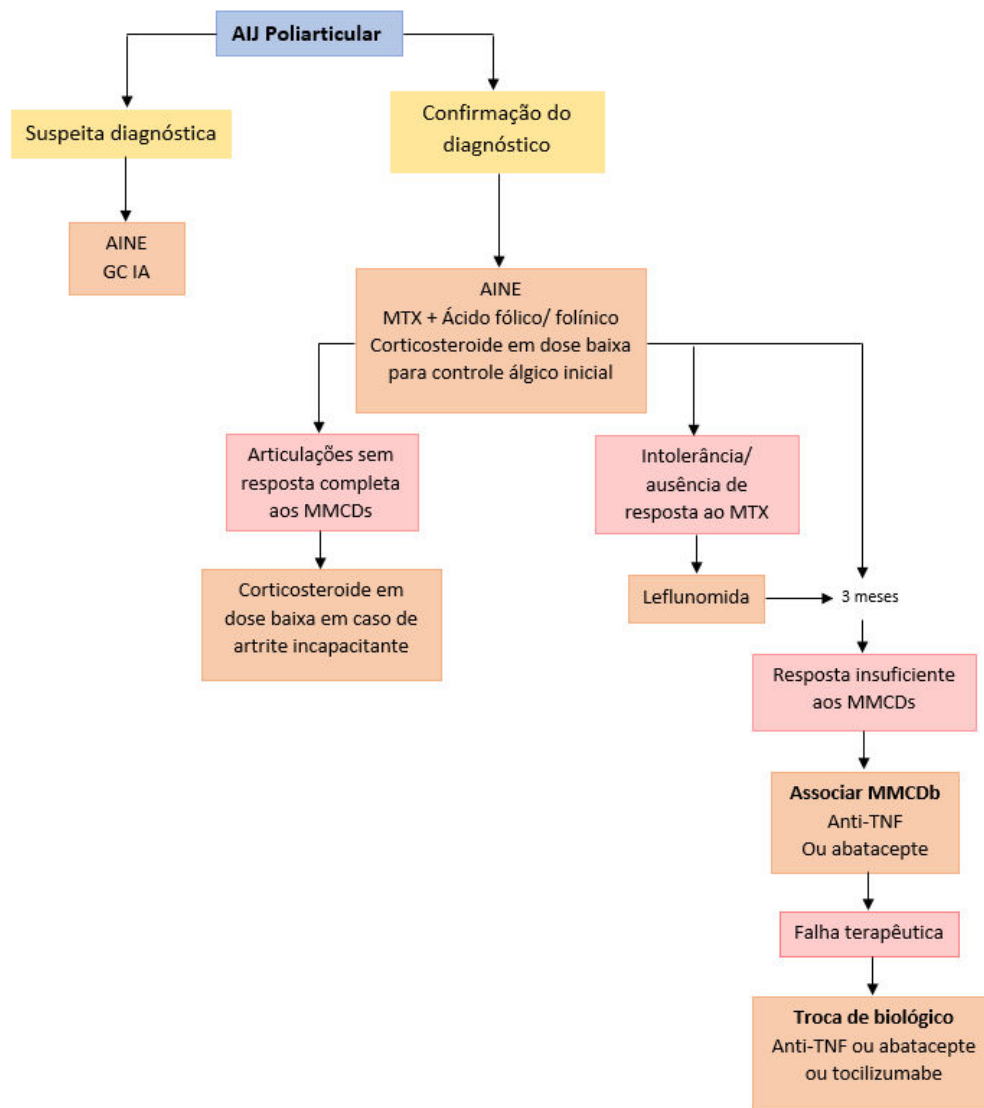 AIJ Poliarticular
Suspeita diagnóstica
Confirmação do
diagnóstico
AINE
GC IA
AINE
MTX + Ácido fólico/ folínico
Corticosteroide em dose baixa
para controle álgico inicial
Articulações sem
resposta completa
aos MMCDs
Intolerância/
ausência de
resposta ao MTX
Corticosteroide em
dose baixa em caso de
artrite incapacitante
Leflunomida
3 meses
Resposta insuficiente
aos MMCDs
Associar MMCDb
Anti-TNF
Ou abatacepte
Falha terapêutica
Troca de biológico
Anti-TNF ou abatacepte
ou tocilizumabe